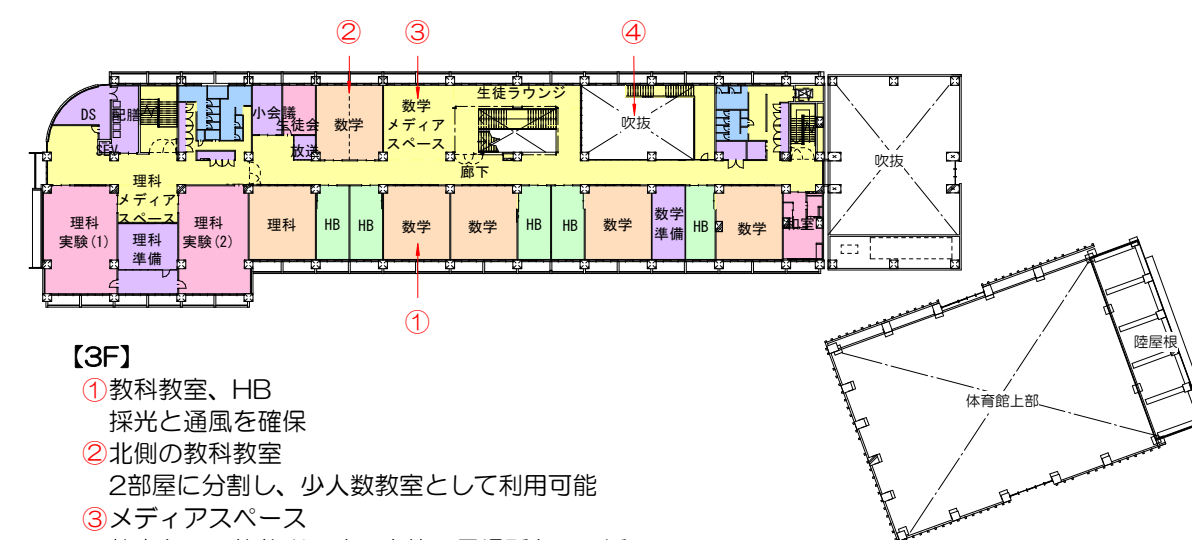 ② ③ ④
DS
配膳
SEV
小会議
生徒会
放送
数学
数学
メディア
スペース
生徒ラウンジ
吹抜
吹抜
廊下
理科
メディア
スペース
理科
実験(1)
理科
準備
理科
実験(2)
理科
HB
HB
数学
数学
HB
HB
数学
数学
準備
HB
数学
和室
①
陸屋根
体育館上部
【3F】
①教科教室、HB
採光と通風を確保
②北側の教科教室
2部屋に分割し、少人数教室として利用可能
③メディアスペース